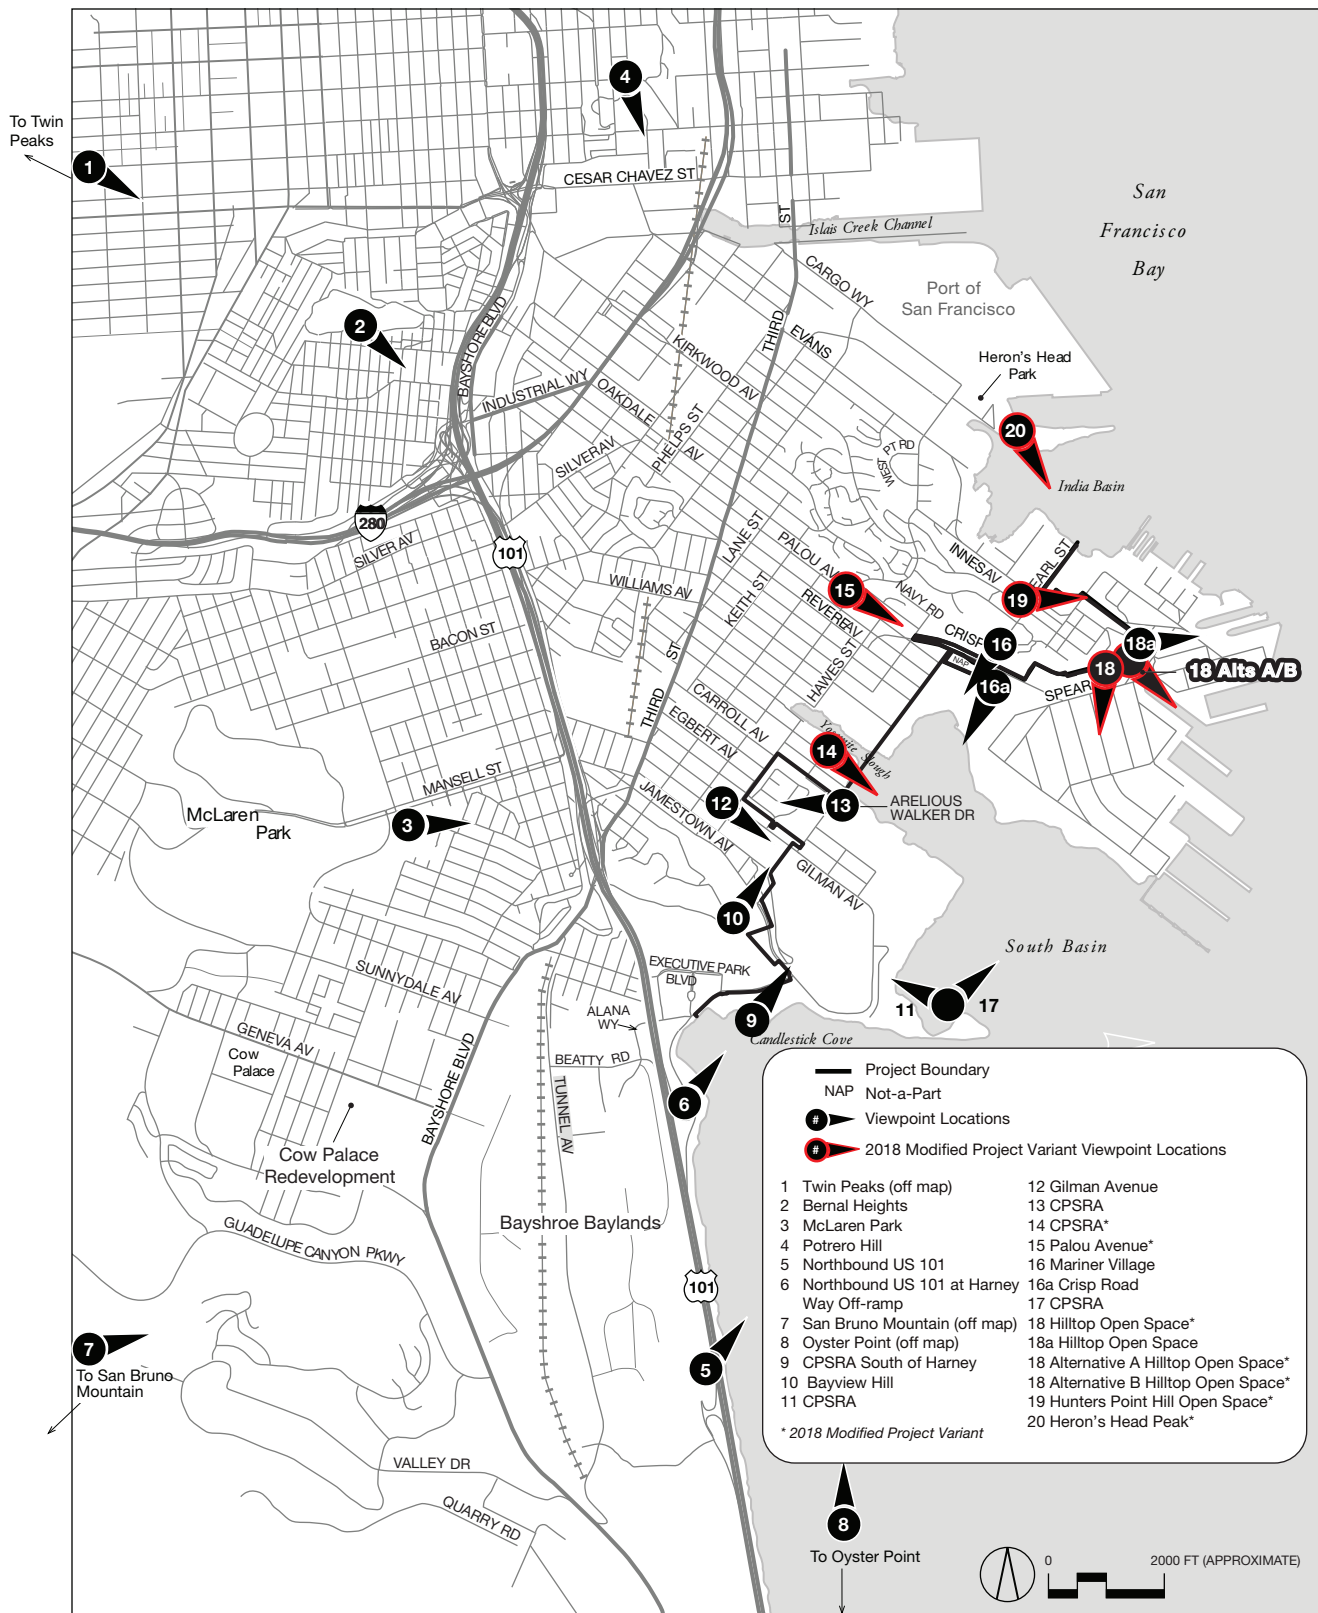 To Twin
Peaks
1
4
CESAR CHAVEZ ST
ST
Islais Creek Channel
San
Francisco
Bay
CARGO WY
Port of
San Francisco
2
BAYSHORE BLVD
THIRD
EVANS
KIRKWOOD AV
Heron's Head
Park
INDUSTRIAL WY
OAKDALE
AV
PHELPS ST
SILVER AV
20
WEST
PT RD
India Basin
280
SILVER AV
101
LANE ST
PALOU AV
INNES AV
EARL ST
WILLIAMS AV
KEITH ST
15
NAVY RD
19
REVERE AV
BACON ST
CRISP
16
18a
NAP
ST
HAWES ST
16a
SPEAR
18
18 Alts A/B
THIRD
CARROLL AV
EGBERT AV
Yosemite Slough
14
MANSELL ST
JAMESTOWN AV
12
13
ARELIOUS
WALKER DR
McLaren
Park
3
GILMAN AV
10
South Basin
SUNNYDALE AV
EXECUTIVE PARK
BLVD
11
17
ALANA
WY
9
Candlestick Cove
GENEVA AV
Cow
Palace
BAYSHORE BLVD
BEATTY RD
TUNNEL AV
6
Cow Palace
Redevelopment
Bayshroe Baylands
GUADELUPE CANYON PKWY
101
7
To San Bruno
Mountain
5
VALLEY DR
QUARRY RD
Project Boundary
NAP Not-a-Part
# Viewpoint Locations
# 2018 Modified Project Variant Viewpoint Locations
1 Twin Peaks (off map)
2 Bernal Heights
3 McLaren Park
4 Potrero Hill
5 Northbound US 101
6 Northbound US 101 at Harney
Way Off-ramp
7 San Bruno Mountain (off map)
8 Oyster Point (off map)
9 CPSRA South of Harney
10 Bayview Hill
11 CPSRA
* 2018 Modified Project Variant
12 Gilman Avenue
13 CPSRA
14 CPSRA*
15 Palou Avenue*
16 Mariner Village
16a Crisp Road
17 CPSRA
18 Hilltop Open Space*
18a Hilltop Open Space
18 Alternative A Hilltop Open Space*
18 Alternative B Hilltop Open Space*
19 Hunters Point Hill Open Space*
20 Heron's Head Peak*
8
To Oyster Point
0 2000 FT (APPROXIMATE)